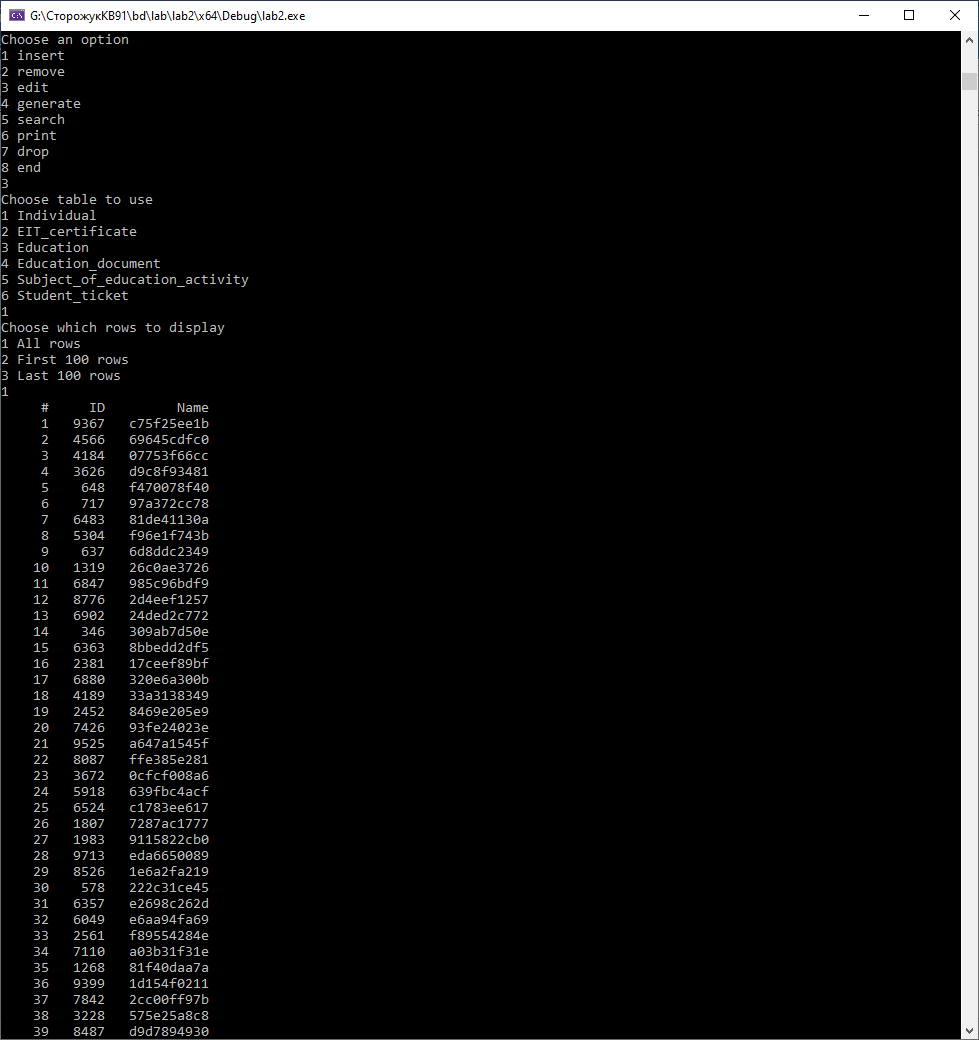 G:\СторожукКВ91\bd\lab\lab2\x64\Debug\lab2.exe
Choose an option
1 insert
2 remove
3 edit
4 generate
5 search
6 print
7 drop
8 end
3
Choose table to use
1 Individual
2 EIT_certificate
3 Education
4 Education_document
5 Subject_of_education_activity
6 Student_ticket
1
Choose which rows to display
1 All rows
2 First 100 rows
3 Last 100 rows
1
# ID Name
1 9367 c75f25ee1b
2 4566 69645cdfc0
3 4184 07753f66cc
4 3626 d9c8f93481
5 648 f470078f40
6 717 97a372cc78
7 6483 81de41130a
8 5304 f96e1f743b
9 637 6d8ddc2349
10 1319 26c0ae3726
11 6847 985c96bdf9
12 8776 2d4eef1257
13 6902 24ded2c772
14 346 309ab7d50e
15 6363 8bbedd2df5
16 2381 17ceef89bf
17 6880 320e6a300b
18 4189 33a3138349
19 2452 8469e205e9
20 7426 93fe24023e
21 9525 a647a1545f
22 8087 ffe385e281
23 3672 0cfcf008a6
24 5918 639fbc4acf
25 6524 c1783ee617
26 1807 7287ac1777
27 1983 9115822cb0
28 9713 eda6650089
29 8526 1e6a2fa219
30 578 222c31ce45
31 6357 e2698c262d
32 6049 e6aa94fa69
33 2561 f89554284e
34 7110 a03b31f31e
35 1268 81f40daa7a
36 9399 1d154f0211
37 7842 2cc00ff97b
38 3228 575e25a8c8
39 8487 d9d7894930